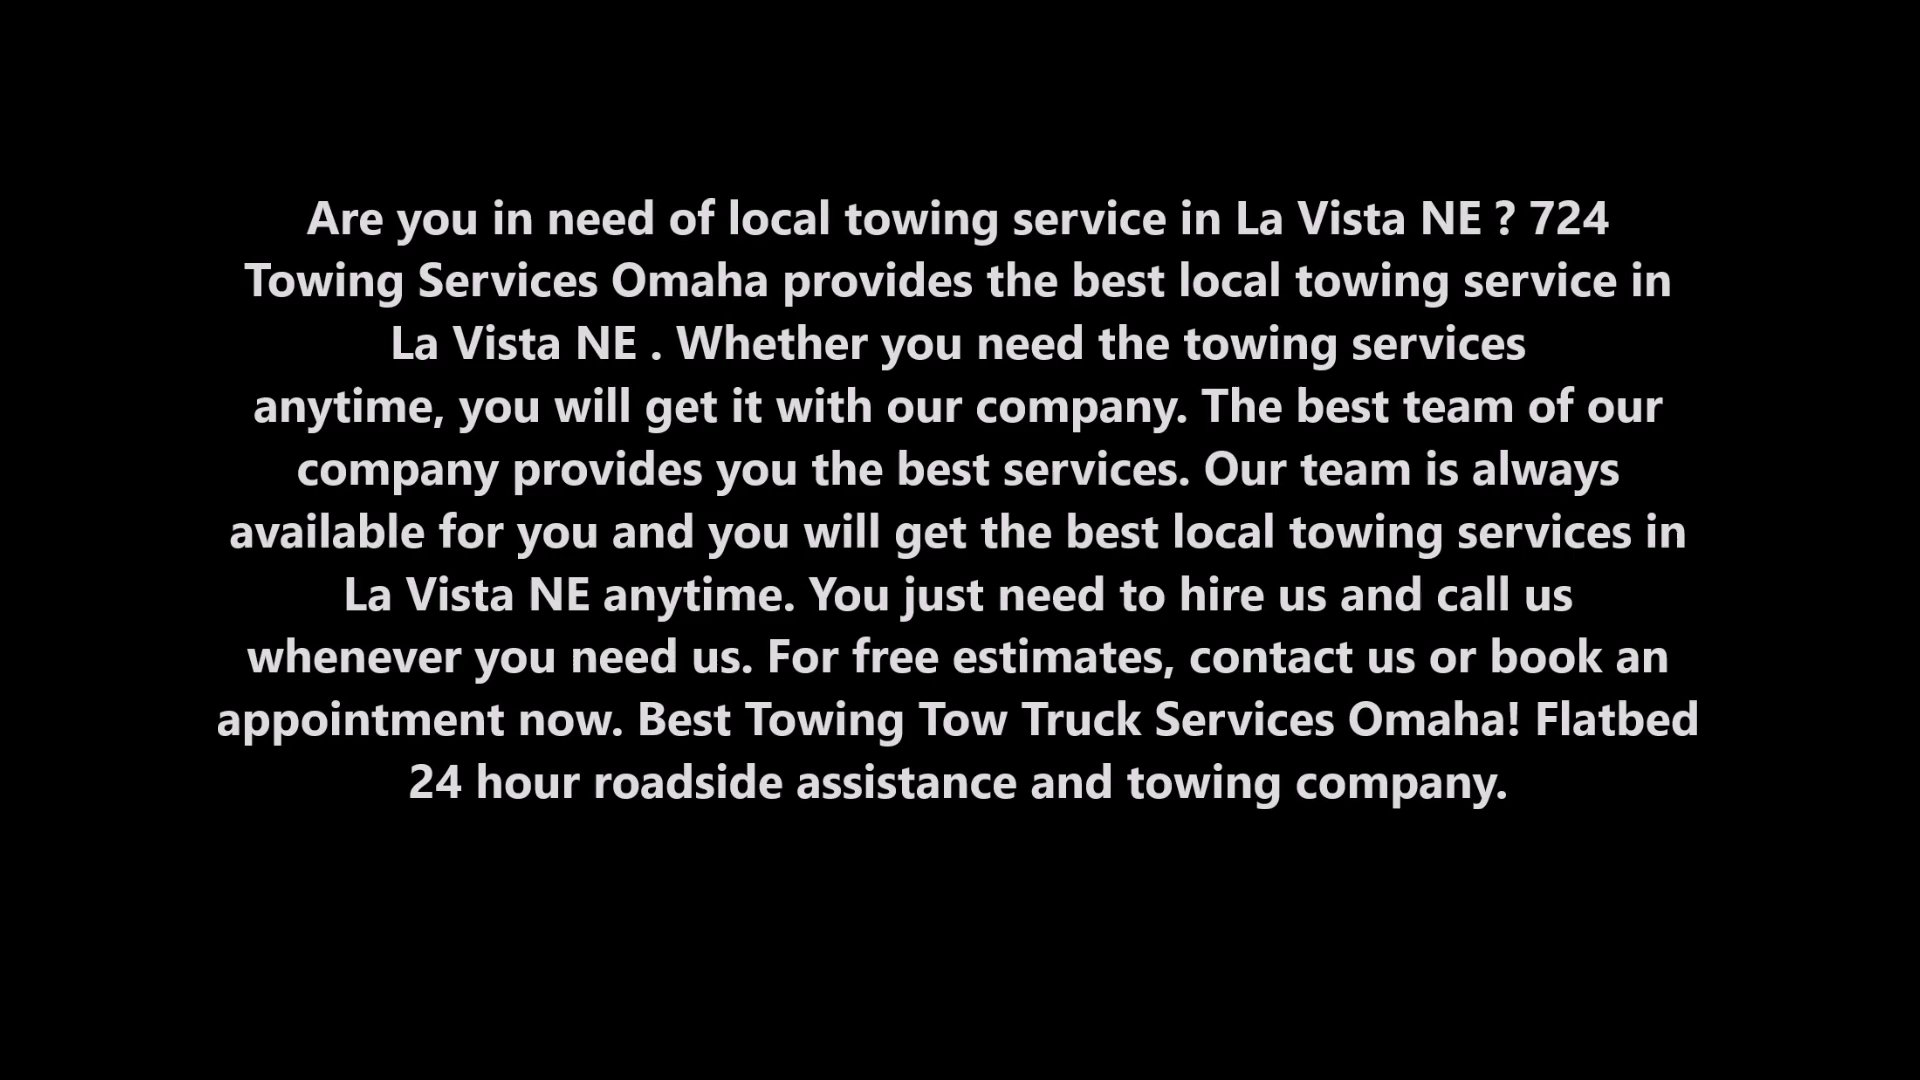 Are you in need of local towing service in La Vista NE ? 724
Towing Services Omaha provides the best local towing service in
La Vista NE . Whether you need the towing services
anytime, you will get it with our company. The best team of our
company provides you the best services. Our team is always
available for you and you will get the best local towing services in
La Vista NE anytime. You just need to hire us and call us
whenever you need us. For free estimates, contact us or book an
appointment now. Best Towing Tow Truck Services Omaha! Flatbed
24 hour roadside assistance and towing company.